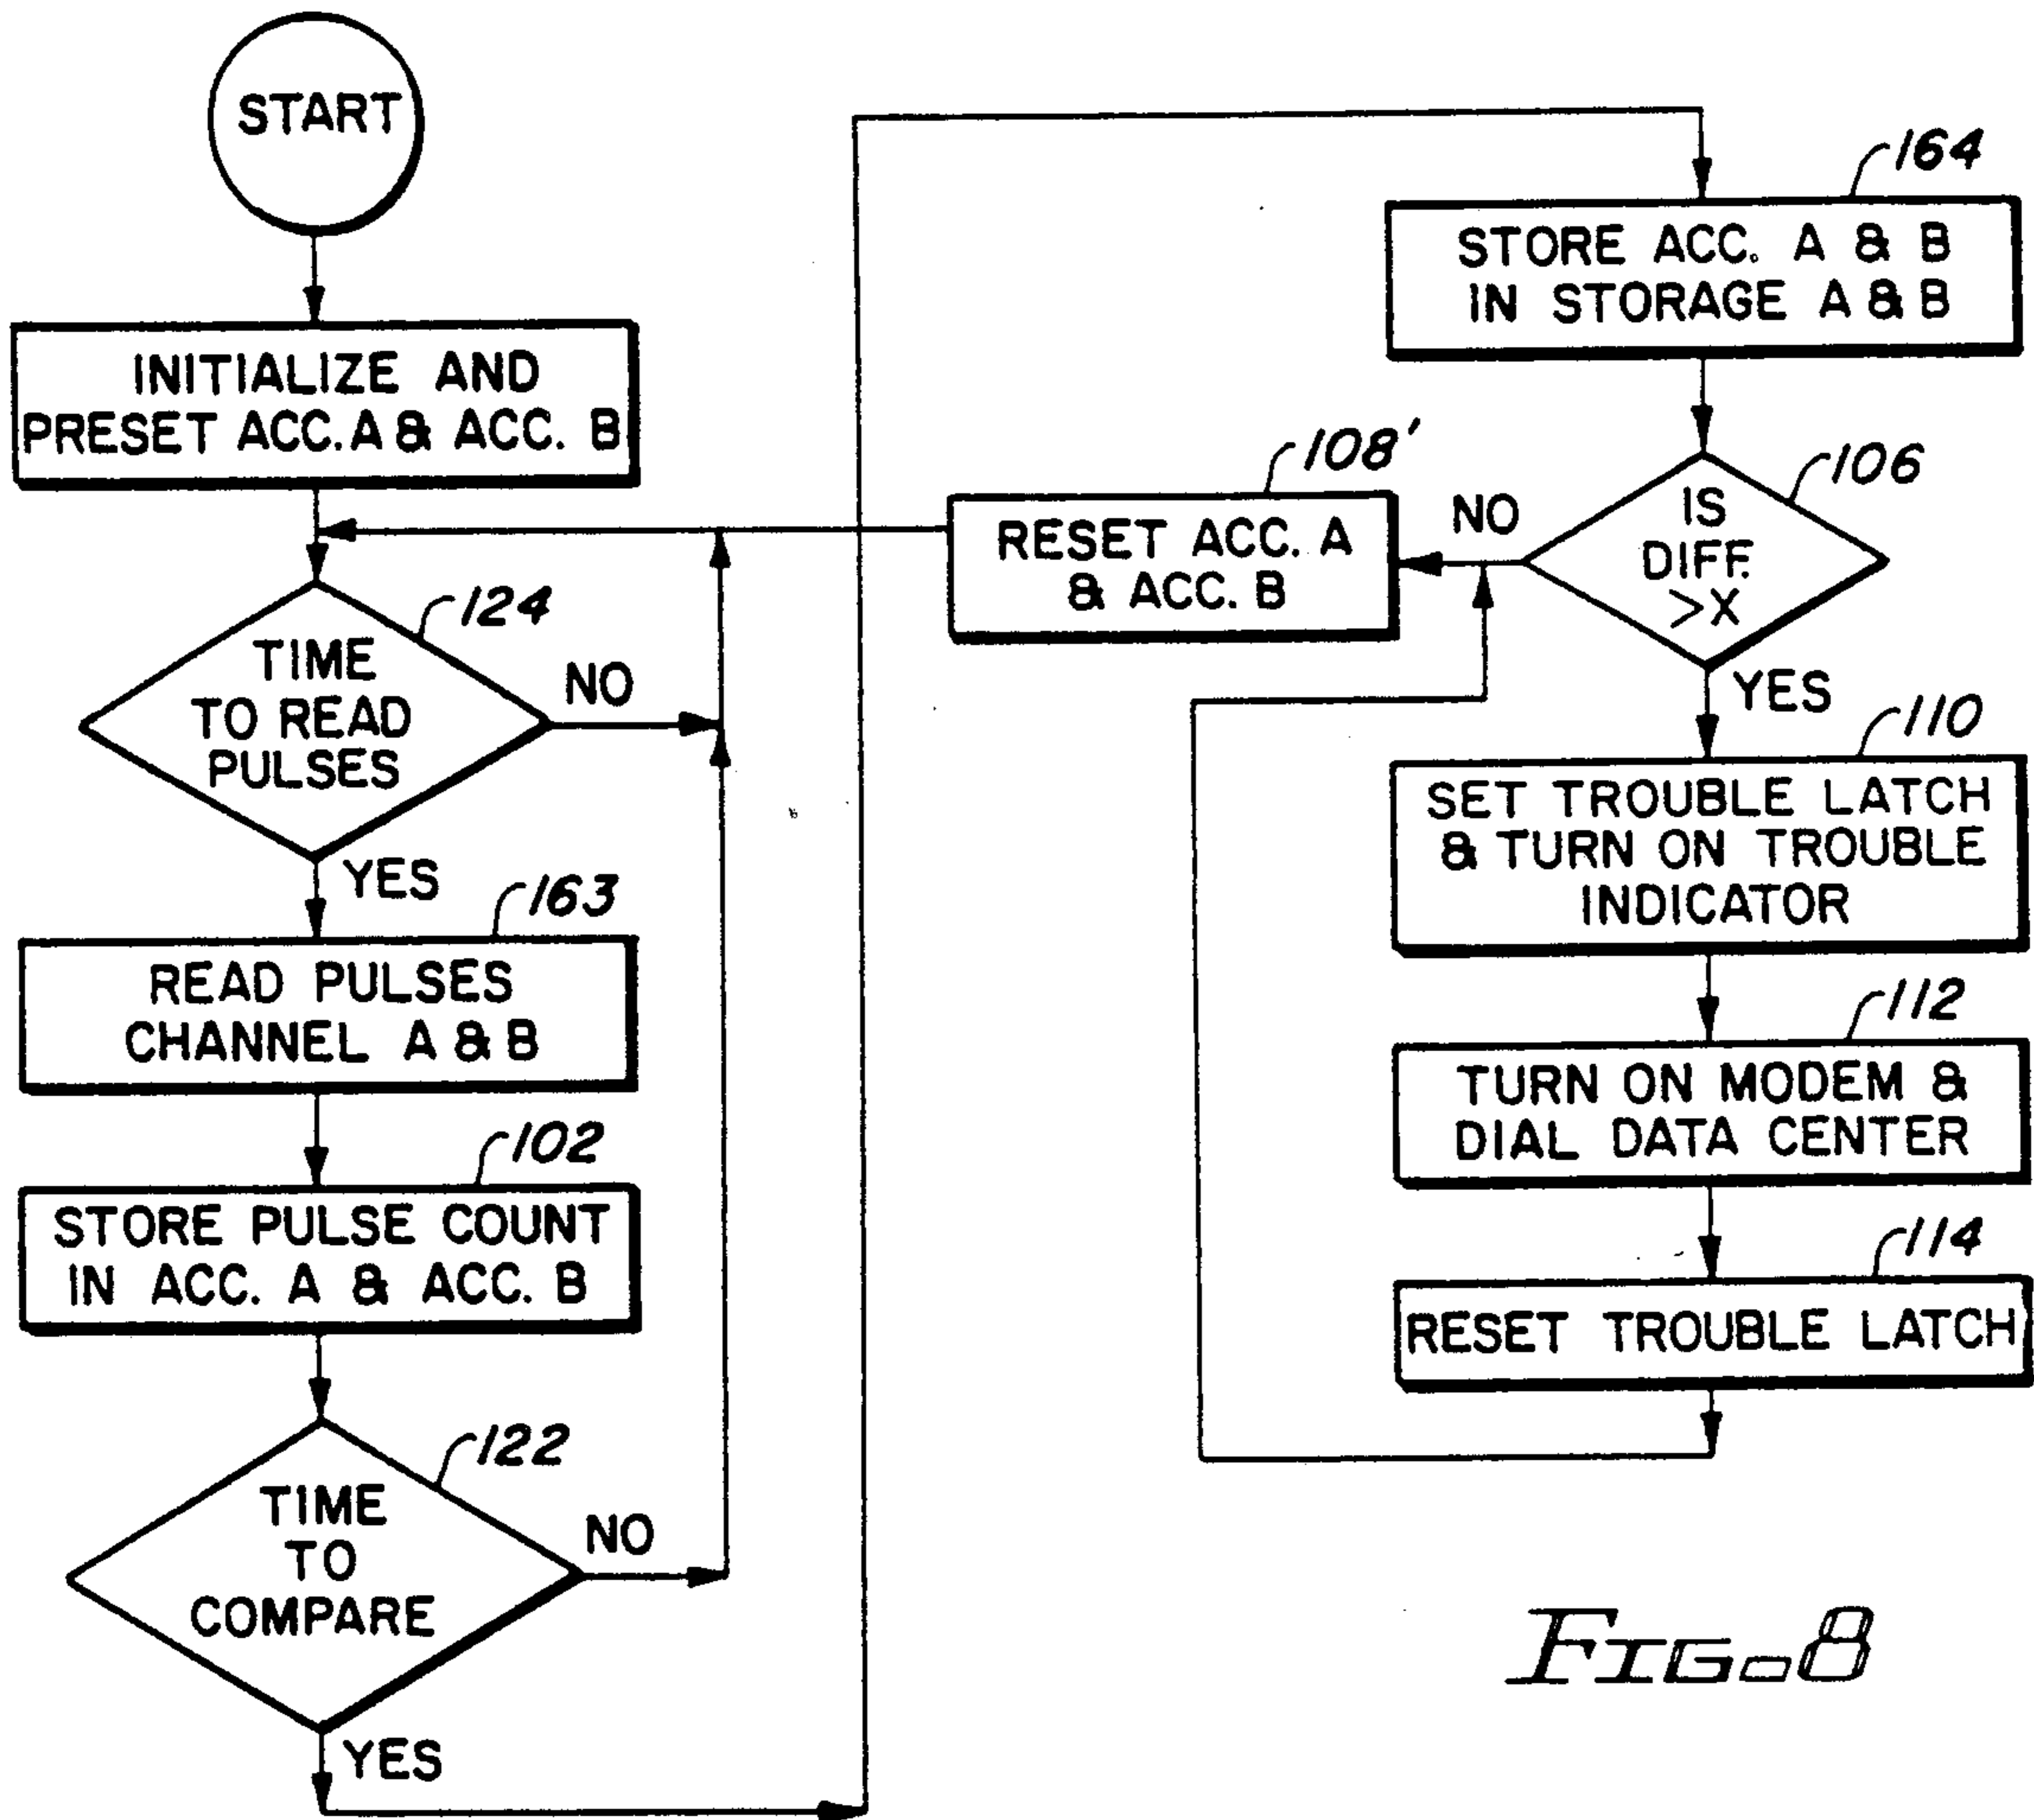 START
INITIALIZE AND
PRESET ACC. A & ACC. B
124
TIME
TO READ
PULSES
NO
YES
163
READ PULSES
CHANNEL A & B
102
STORE PULSE COUNT
IN ACC. A & ACC. B
122
TIME
TO
COMPARE
NO
YES
164
STORE ACC. A & B
IN STORAGE A & B
106
IS
DIFF.
>X
NO
108'
RESET ACC. A
& ACC. B
YES
110
SET TROUBLE LATCH
& TURN ON TROUBLE
INDICATOR
112
TURN ON MODEM &
DIAL DATA CENTER
114
RESET TROUBLE LATCH
FIG-8